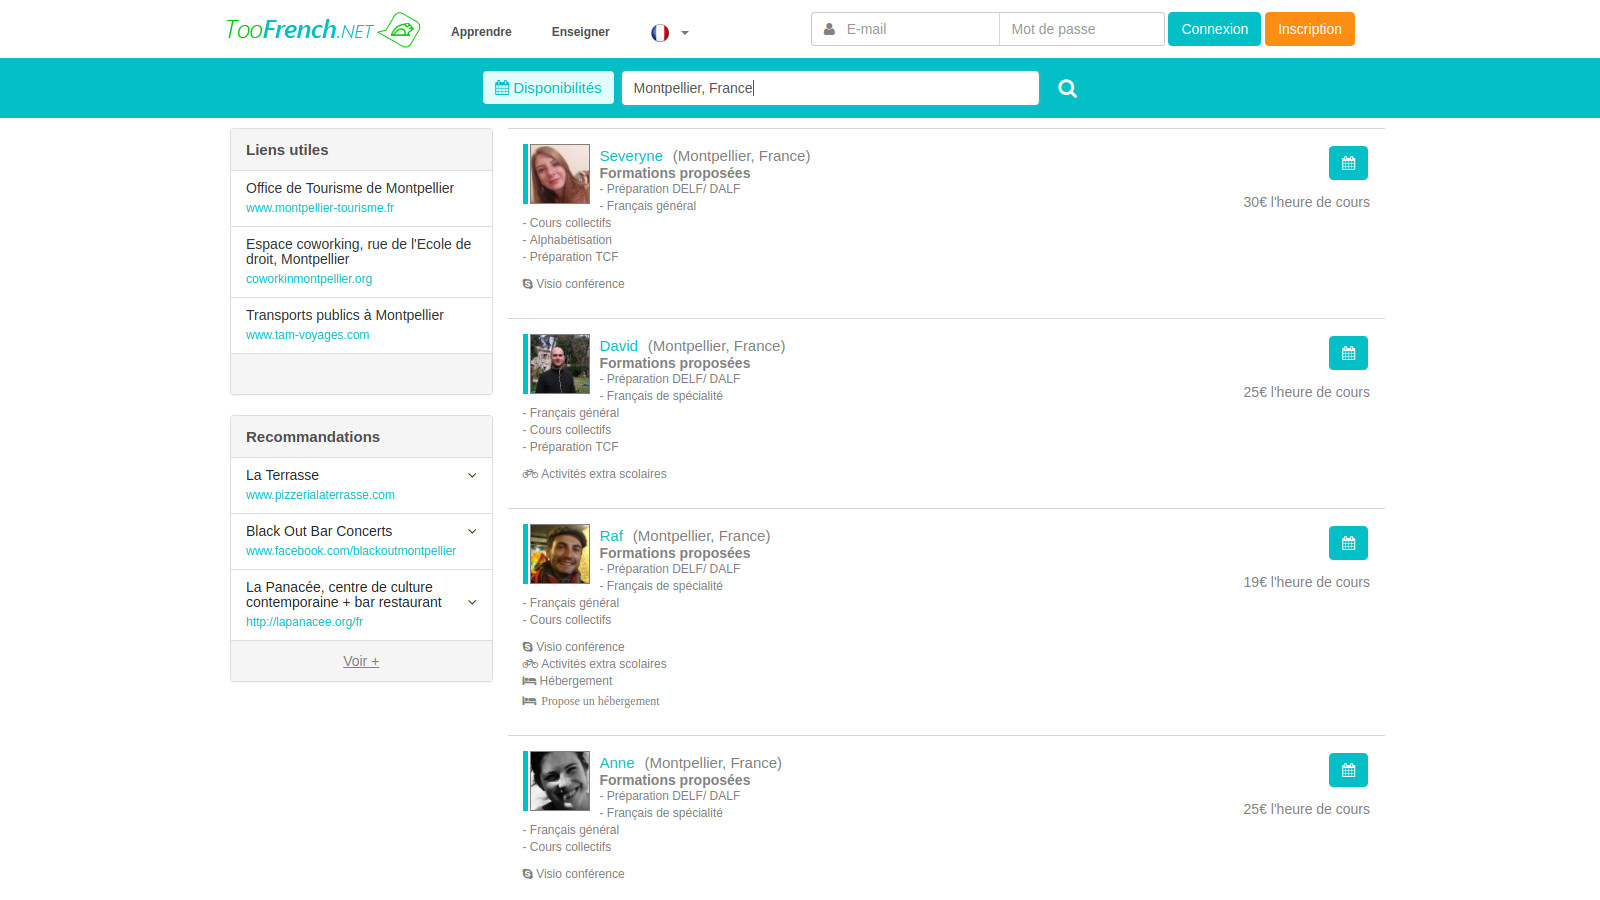 TooFrench.NET
Apprendre
Enseigner
E-mail
Mot de passe
Connexion
Inscription
Disponibilités
Montpellier, France
Liens utiles
Office de Tourisme de Montpellier
www.montpellier-tourisme.fr
Espace coworking, rue de l'Ecole de
droit, Montpellier
coworkinmontpellier.org
Transports publics à Montpellier
www.tam-voyages.com
Recommandations
La Terrasse
www.pizzerialaterrasse.com
Black Out Bar Concerts
www.facebook.com/blackoutmontpellier
La Panacée, centre de culture
contemporaine + bar restaurant
http://lapanacee.org/fr
Voir +
Severyne (Montpellier, France)
Formations proposées
- Préparation DELF/ DALF
- Français général
- Cours collectifs
- Alphabétisation
- Préparation TCF
Visio conférence
30€ l'heure de cours
David (Montpellier, France)
Formations proposées
- Préparation DELF/ DALF
- Français de spécialité
- Français général
- Cours collectifs
- Préparation TCF
Activités extra scolaires
25€ l'heure de cours
Raf (Montpellier, France)
Formations proposées
- Préparation DELF/ DALF
- Français de spécialité
- Français général
- Cours collectifs
Visio conférence
Activités extra scolaires
Hébergement
Propose un hébergement
19€ l'heure de cours
Anne (Montpellier, France)
Formations proposées
- Préparation DELF/ DALF
- Français de spécialité
- Français général
- Cours collectifs
Visio conférence
25€ l'heure de cours